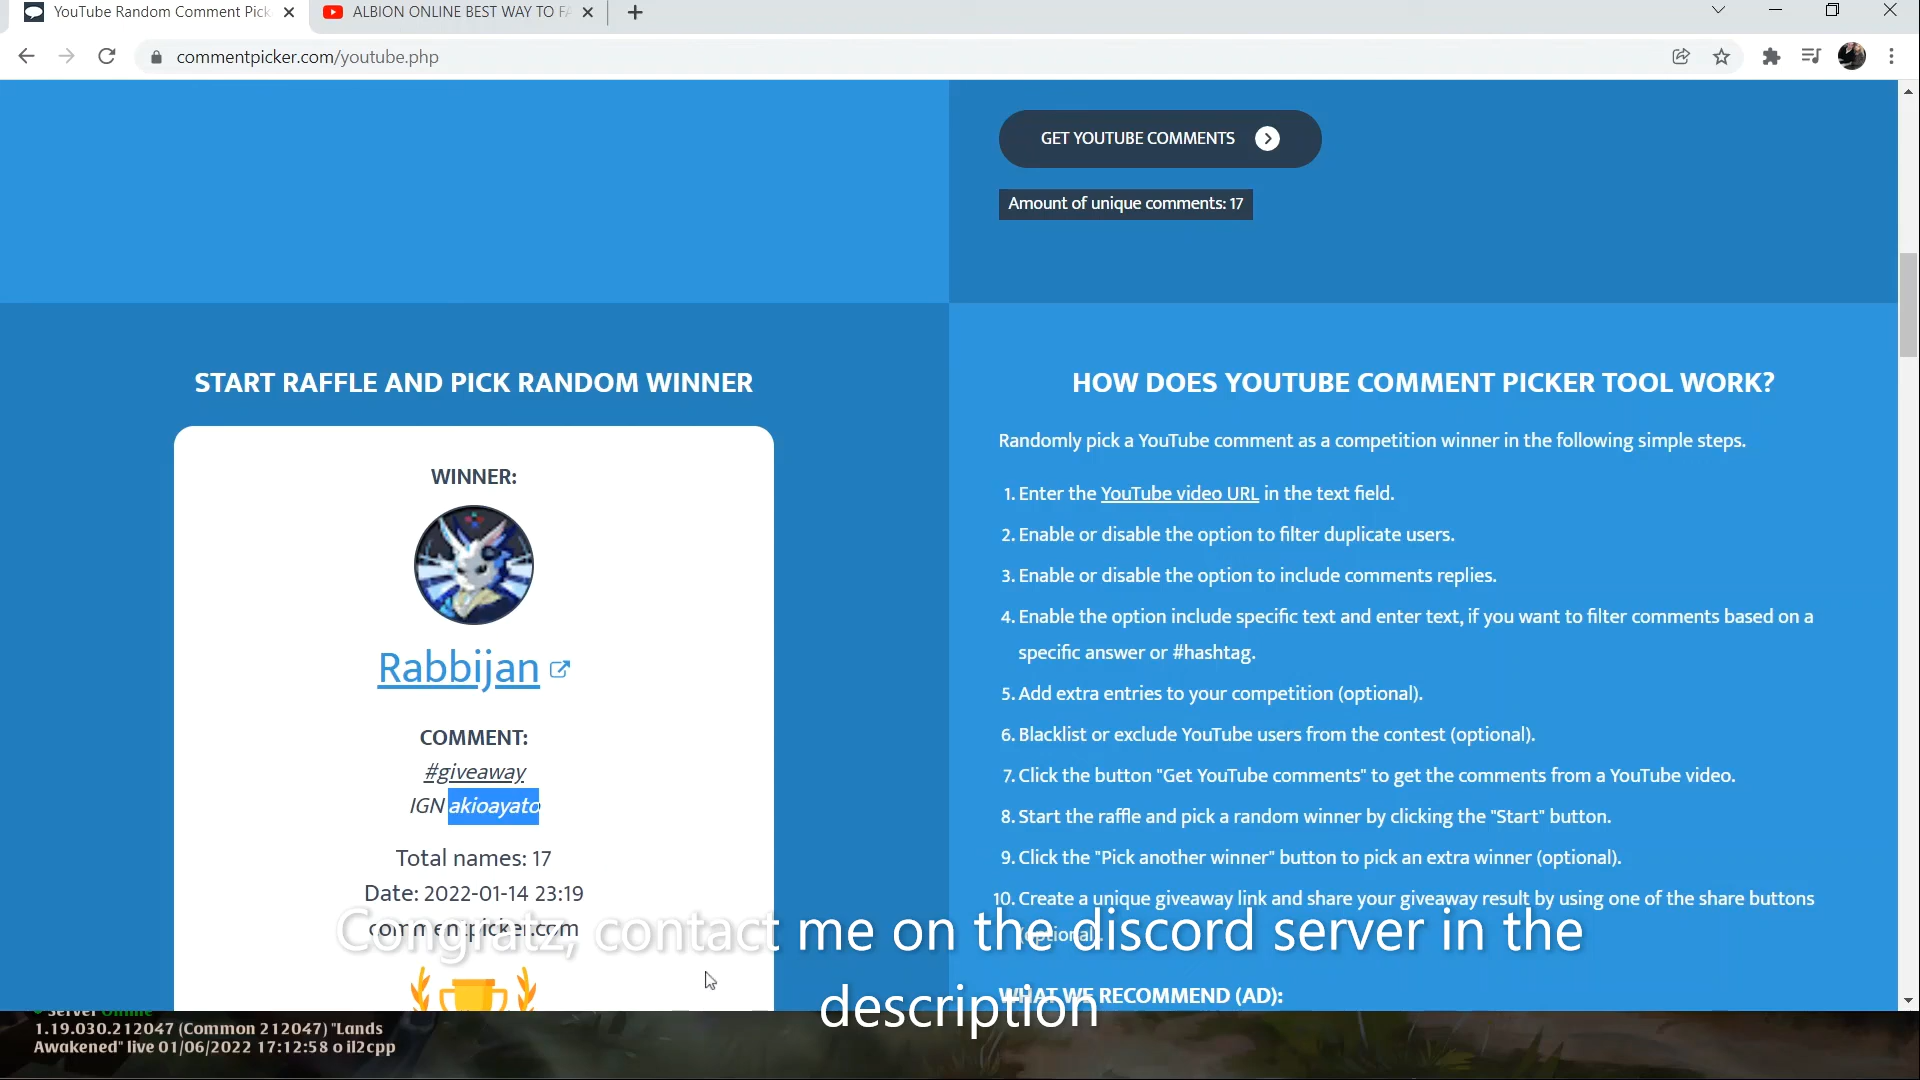 YouTube Random Comment Pick
ALBION ONLINE BEST WAY TO FA
commentpicker.com/youtube.php
GET YOUTUBE COMMENTS
Amount of unique comments: 17
START RAFFLE AND PICK RANDOM WINNER
WINNER:
Rabbijan
COMMENT:
#giveaway
IGN akioayato
Total names: 17
Date: 2022-01-14 23:19
commentpicker.com
HOW DOES YOUTUBE COMMENT PICKER TOOL WORK?
Randomly pick a YouTube comment as a competition winner in the following simple steps.
1. Enter the YouTube video URL in the text field.
2. Enable or disable the option to filter duplicate users.
3. Enable or disable the option to include comments replies.
4. Enable the option include specific text and enter text, if you want to filter comments based on a
specific answer or #hashtag.
5. Add extra entries to your competition (optional).
6. Blacklist or exclude YouTube users from the contest (optional).
7. Click the button "Get YouTube comments" to get the comments from a YouTube video.
8. Start the raffle and pick a random winner by clicking the "Start" button.
9. Click the "Pick another winner" button to pick an extra winner (optional).
10. Create a unique giveaway link and share your giveaway result by using one of the share buttons
(optional).
WHAT WE RECOMMEND (AD):
Congratz, contact me on the discord server in the
description
Server Online
1.19.030.212047 (Common 212047) "Lands
Awakened" live 01/06/2022 17:12:58 o il2cpp